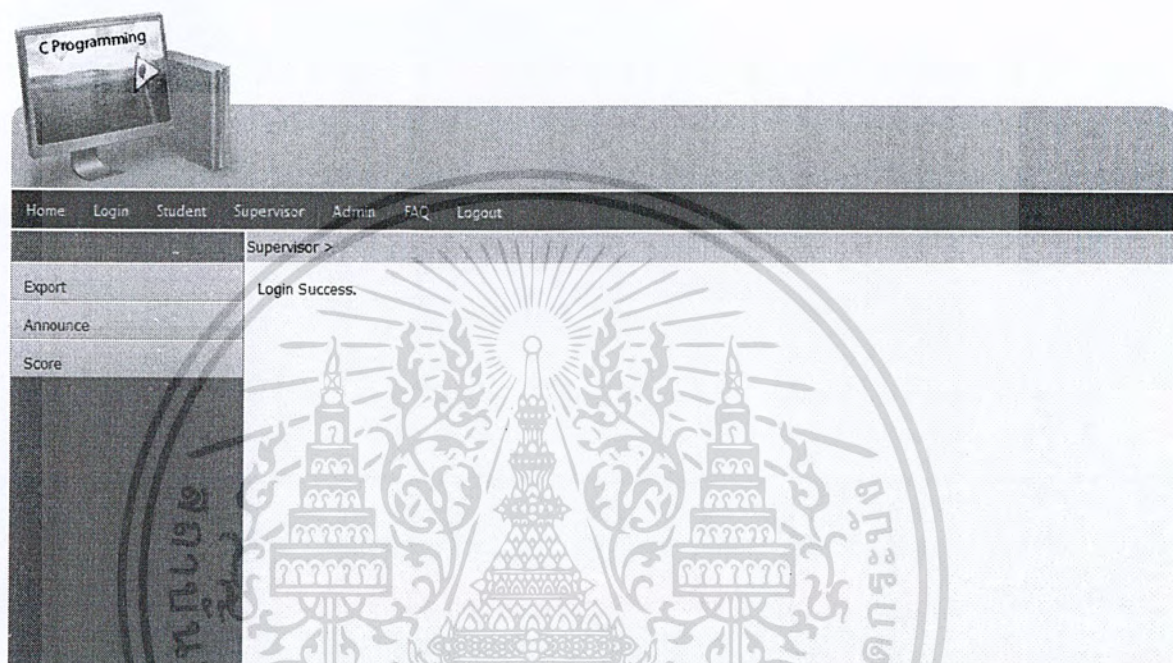 C Programming
Home Login Student Supervisor Admin FAQ Logout
Supervisor >
Export
Login Success.
Announce
Score